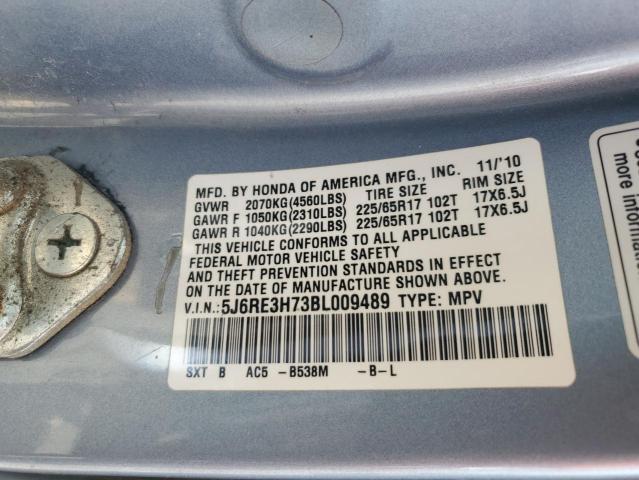 MFD. BY HONDA OF AMERICA MFG., INC. 11/'10
GVWR 2070KG(4560LBS) TIRE SIZE RIM SIZE
GAWR F 1050KG(2310LBS) 225/65R17 102T 17X6.5J
GAWR R 1040KG(2290LBS) 225/65R17 102T 17X6.5J
THIS VEHICLE CONFORMS TO ALL APPLICABLE
FEDERAL MOTOR VEHICLE SAFETY
AND THEFT PREVENTION STANDARDS IN EFFECT
ON THE DATE OF MANUFACTURE SHOWN ABOVE.
V.I.N.:5J6RE3H73BL009489 TYPE: MPV
SXT B AC5 -B538M -B-L
more